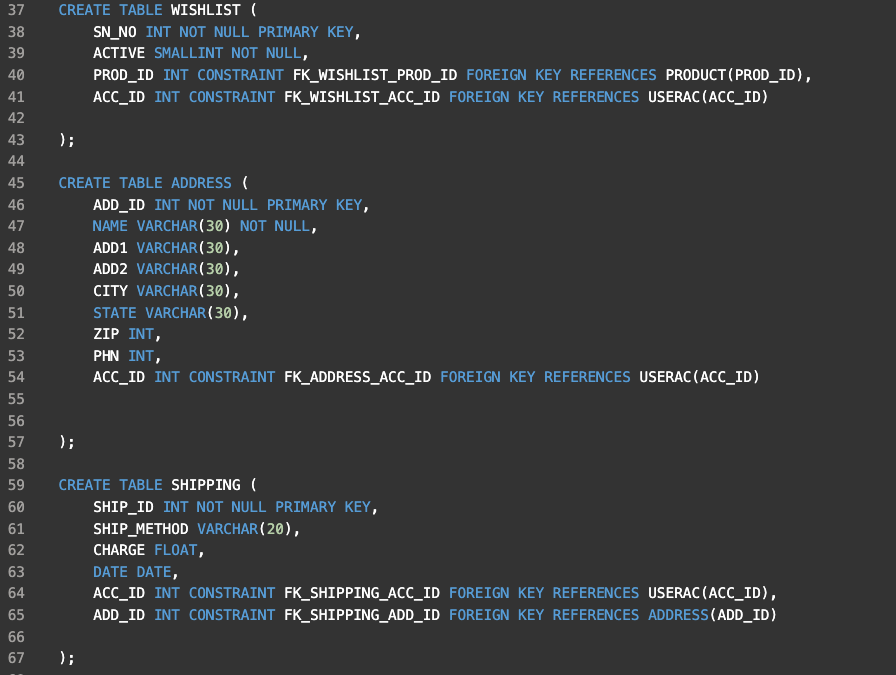 37 CREATE TABLE WISHLIST (
38 SN_NO INT NOT NULL PRIMARY KEY,
39 ACTIVE SMALLINT NOT NULL,
40 PROD_ID INT CONSTRAINT FK_WISHLIST_PROD_ID FOREIGN KEY REFERENCES PRODUCT(PROD_ID),
41 ACC_ID INT CONSTRAINT FK_WISHLIST_ACC_ID FOREIGN KEY REFERENCES USERAC(ACC_ID)
42
43 );
44
45 CREATE TABLE ADDRESS (
46 ADD_ID INT NOT NULL PRIMARY KEY,
47 NAME VARCHAR(30) NOT NULL,
48 ADD1 VARCHAR(30),
49 ADD2 VARCHAR(30),
50 CITY VARCHAR(30),
51 STATE VARCHAR(30),
52 ZIP INT,
53 PHN INT,
54 ACC_ID INT CONSTRAINT FK_ADDRESS_ACC_ID FOREIGN KEY REFERENCES USERAC(ACC_ID)
55
56
57 );
58
59 CREATE TABLE SHIPPING (
60 SHIP_ID INT NOT NULL PRIMARY KEY,
61 SHIP_METHOD VARCHAR(20),
62 CHARGE FLOAT,
63 DATE DATE,
64 ACC_ID INT CONSTRAINT FK_SHIPPING_ACC_ID FOREIGN KEY REFERENCES USERAC(ACC_ID),
65 ADD_ID INT CONSTRAINT FK_SHIPPING_ADD_ID FOREIGN KEY REFERENCES ADDRESS(ADD_ID)
66
67 );